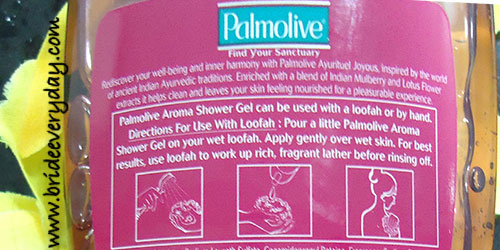 Palmolive
Find Your Sanctuary
Rediscover your well-being and inner harmony with Palmolive Ayurituel Joyous, inspired by the world
of ancient Indian Ayurvedic traditions. Enriched with a blend of Indian Mulberry and Lotus Flower
extracts it helps clean and leaves your skin feeling nourished for a pleasurable experience.
Palmolive Aroma Shower Gel can be used with a loofah or by hand.
Directions For Use With Loofah : Pour a little Palmolive Aroma
Shower Gel on your wet loofah. Apply gently over wet skin. For best
results, use loofah to work up rich, fragrant lather before rinsing off.
www.brideeveryday.com